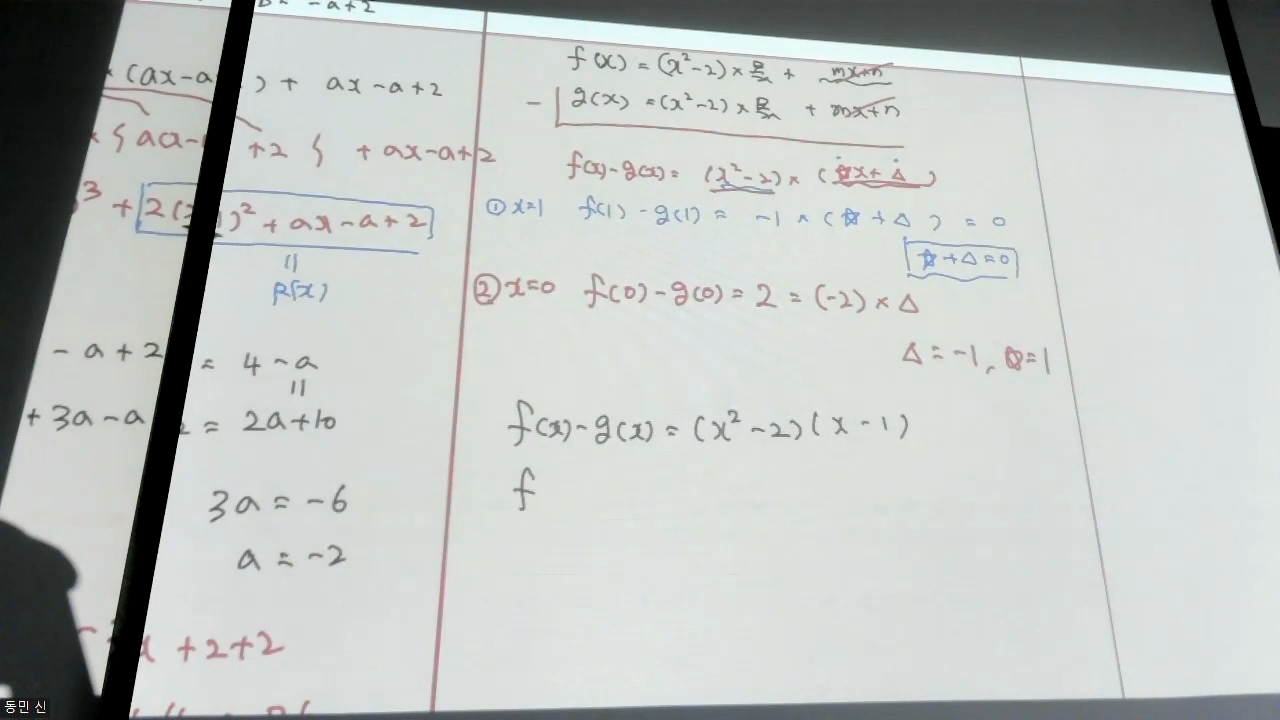 -a+2
(ax-a ) + ax-a+2
+2 } + ax-a+2
3 + 2( )² + ax-a+2
=
R(x)
-a+2 = 4-a
=
+3a-a = 2a+10
3a = -6
a = -2
x +2+2
f(x) = (x²-2)× 몫 + mx+n
- g(x) = (x²-2)× 몫 + mx+n
f(x)-g(x) = (x²-2)×(☆x+△)
① x=1 f(1)-g(1) = -1×(☆+△) = 0
☆+△=0
② x=0 f(0)-g(0) = 2 = (-2)×△
△=-1, ☆=1
f(x)-g(x) = (x²-2)(x-1)
f
동민 신